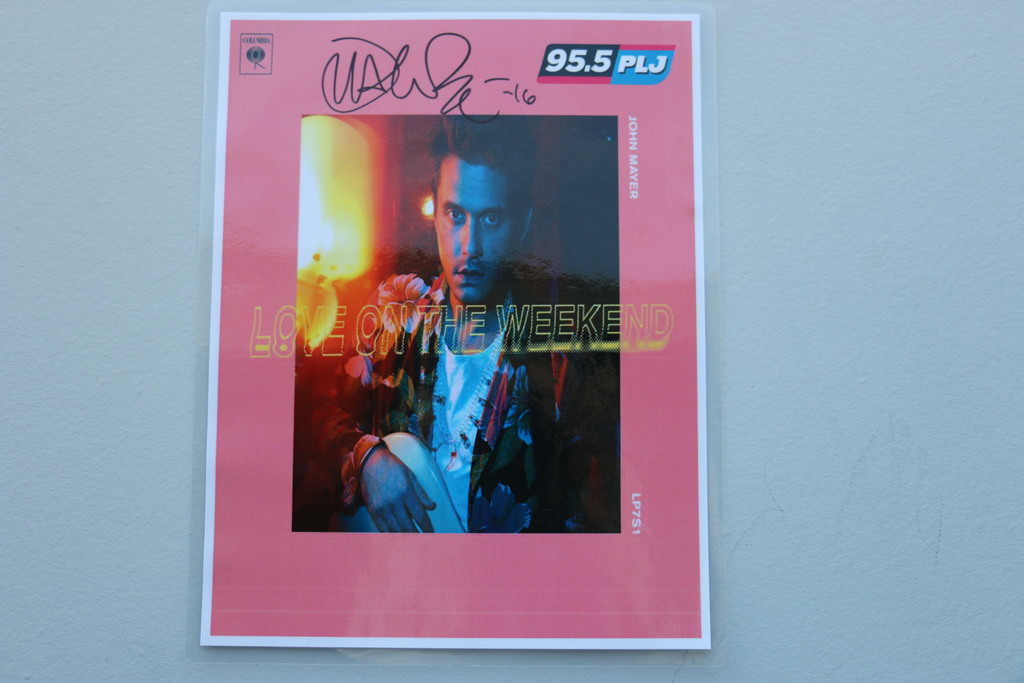 COLUMBIA
95.5 PLJ
-16
JOHN MAYER
LOVE ON THE WEEKEND
LP7S1